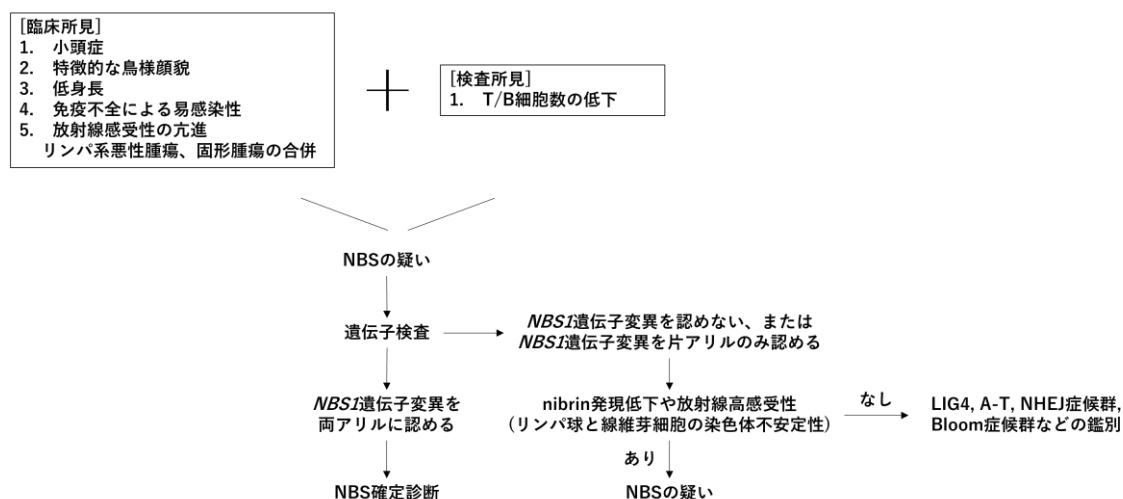 [臨床所見]
1. 小頭症
2. 特徴的な鳥様顔貌
3. 低身長
4. 免疫不全による易感染性
5. 放射線感受性の亢進
リンパ系悪性腫瘍、固形腫瘍の合併
[検査所見]
1. T/B細胞数の低下
NBSの疑い
遺伝子検査
NBS1遺伝子変異を認めない、または
NBS1遺伝子変異を片アリルのみ認める
NBS1遺伝子変異を
両アリルに認める
NBS確定診断
nibrin発現低下や放射線高感受性
(リンパ球と線維芽細胞の染色体不安定性)
なし
LIG4, A-T, NHEJ症候群,
Bloom症候群などの鑑別
あり
NBSの疑い